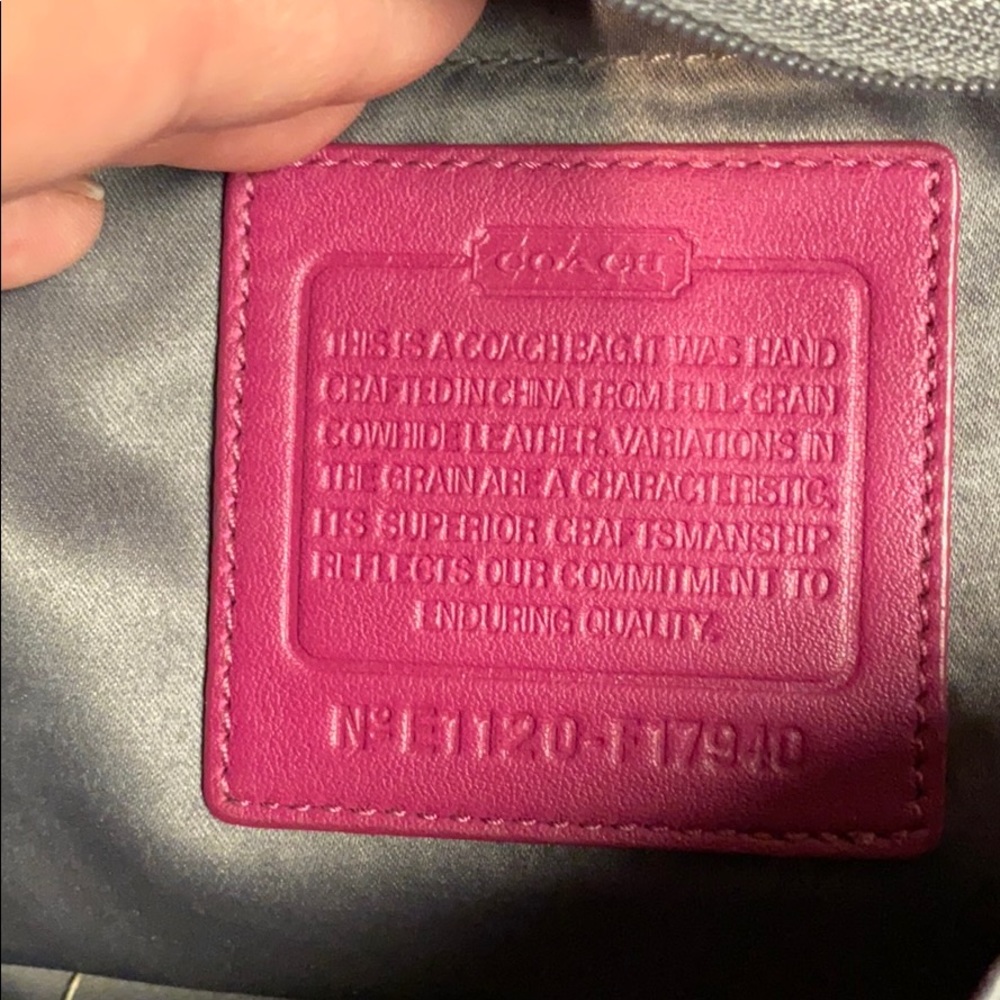 COACH
THIS IS A COACH BAG. IT WAS HAND
CRAFTED IN CHINA FROM FULL-GRAIN
COWHIDE LEATHER. VARIATIONS IN
THE GRAIN ARE A CHARACTERISTIC.
ITS SUPERIOR CRAFTSMANSHIP
REFLECTS OUR COMMITMENT TO
ENDURING QUALITY.
Nº E1120-F17940